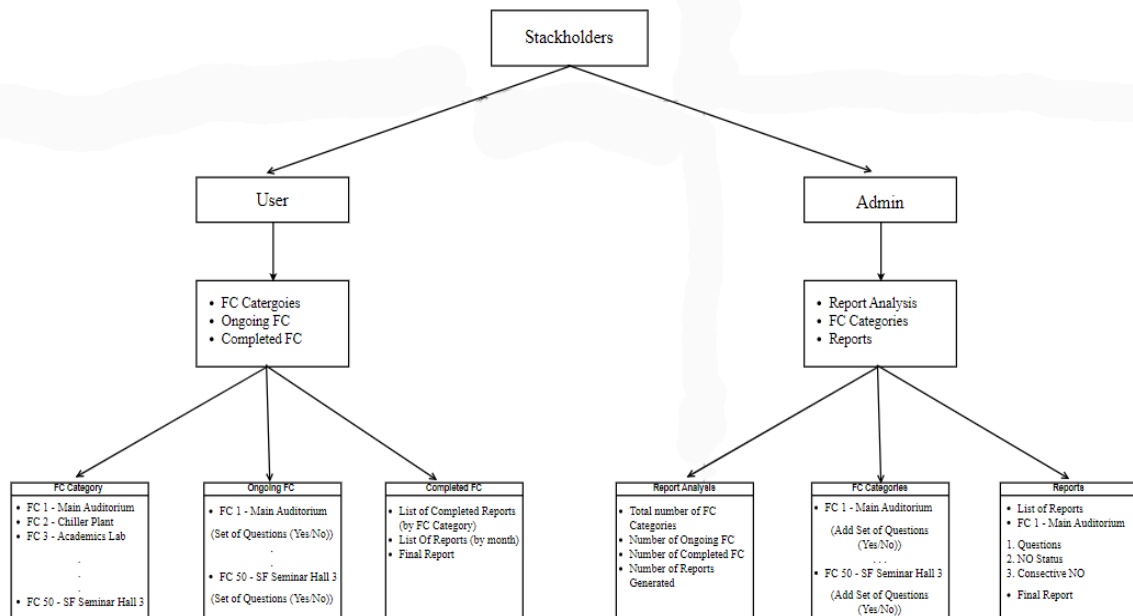 Stackholders
User
Admin
• FC Catergoies
• Ongoing FC
• Completed FC
• Report Analysis
• FC Categories
• Reports
FC Category
• FC 1 - Main Auditorium
• FC 2 - Chiller Plant
• FC 3 - Academics Lab
.
.
.
• FC 50 - SF Seminar Hall 3
Ongoing FC
• FC 1 - Main Auditorium
(Set of Questions (Yes/No))
.
• FC 50 - SF Seminar Hall 3
(Set of Questions (Yes/No))
Completed FC
• List of Completed Reports
(by FC Category)
• List Of Reports (by month)
• Final Report
Report Analysis
• Total number of FC
Categories
• Number of Ongoing FC
• Number of Completed FC
• Number of Reports
Generated
FC Categories
• FC 1 - Main Auditorium
(Add Set of Questions
(Yes/No))
. . .
• FC 50 - SF Seminar Hall 3
(Add Set of Questions
(Yes/No))
Reports
• List of Reports
• FC 1 - Main Auditorium
1. Questions
2. NO Status
3. Consective NO
• Final Report